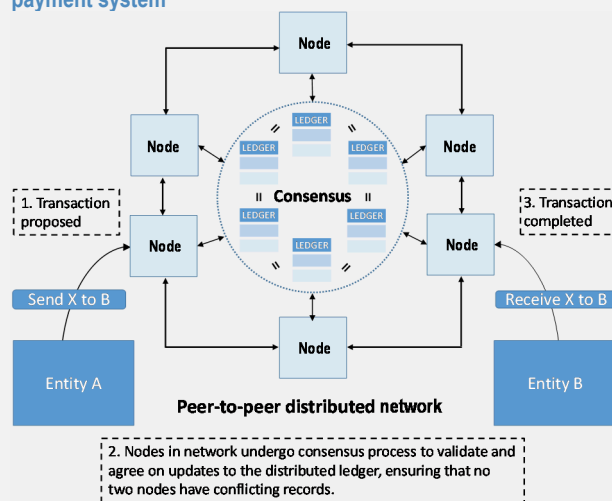 payment system
Node
LEDGER
Node
Node
LEDGER
LEDGER
=
=
Consensus
=
=
1. Transaction
proposed
3. Transaction
completed
LEDGER
LEDGER
LEDGER
Node
Node
=
=
Send X to B
Receive X to B
Node
Entity A
Entity B
Peer-to-peer distributed network
2. Nodes in network undergo consensus process to validate and
agree on updates to the distributed ledger, ensuring that no
two nodes have conflicting records.